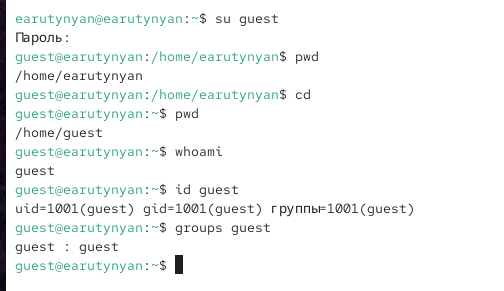 earutynyan@earutynyan:~$ su guest
Пароль:
guest@earutynyan:/home/earutynyan$ pwd
/home/earutynyan
guest@earutynyan:/home/earutynyan$ cd
guest@earutynyan:~$ pwd
/home/guest
guest@earutynyan:~$ whoami
guest
guest@earutynyan:~$ id guest
uid=1001(guest) gid=1001(guest) группы=1001(guest)
guest@earutynyan:~$ groups guest
guest : guest
guest@earutynyan:~$